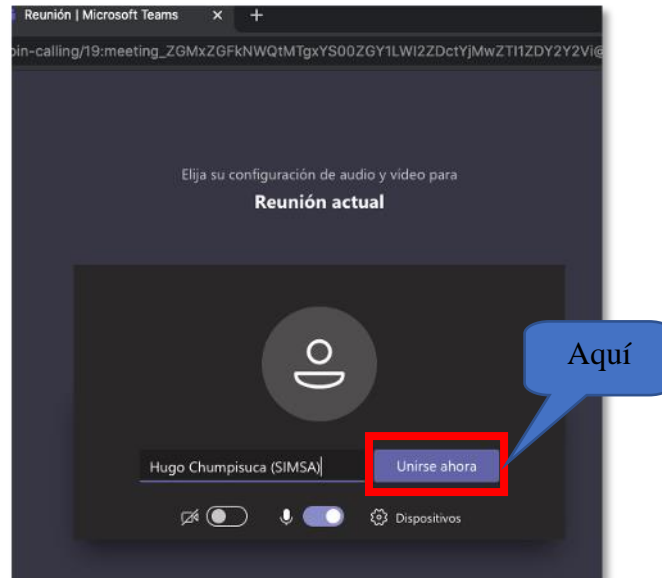 Reunión | Microsoft Teams
oin-calling/19:meeting_ZGMxZGFkNWQtMTgxYS00ZGY1LWI2ZDctYjMwZTI1ZDY2Y2Vi@
Elija su configuración de audio y vídeo para
Reunión actual
Aquí
Hugo Chumpisuca (SIMSA)
Unirse ahora
Dispositivos